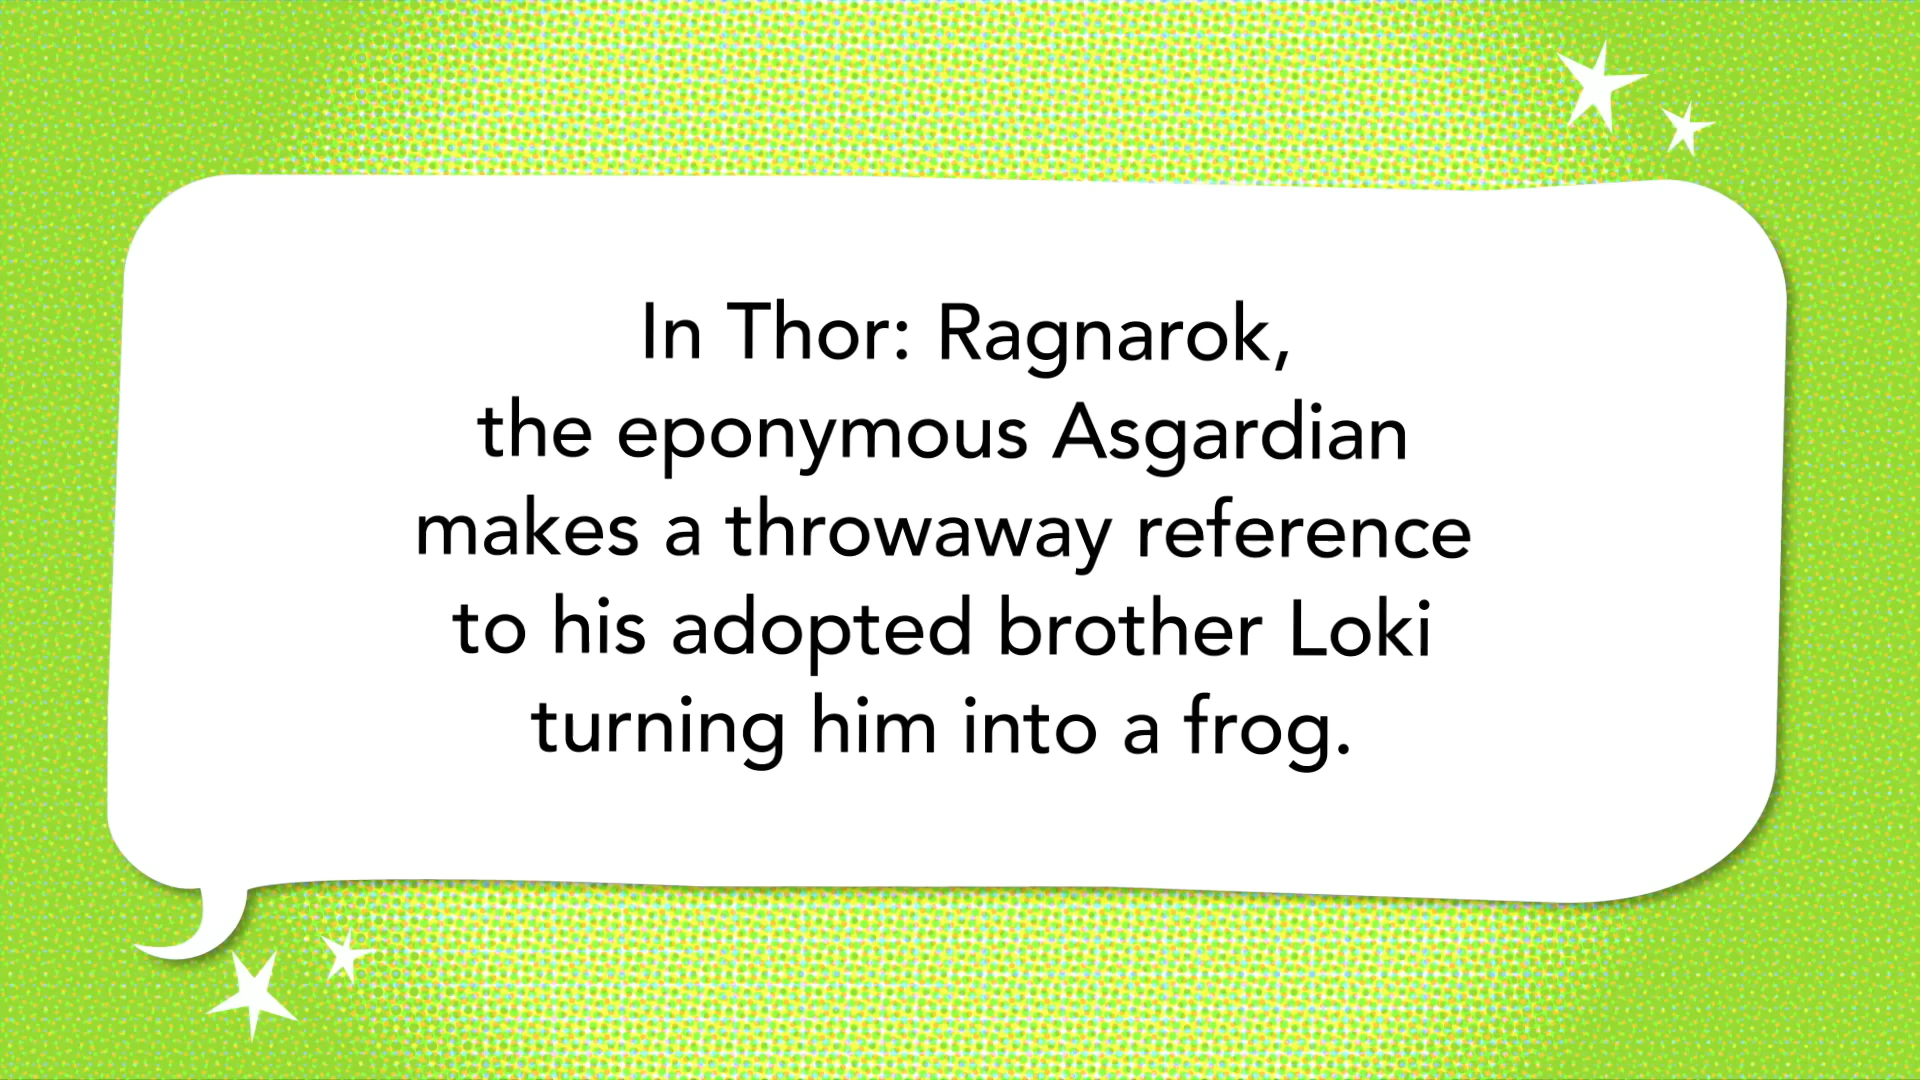 In Thor: Ragnarok,
the eponymous Asgardian
makes a throwaway reference
to his adopted brother Loki
turning him into a frog.